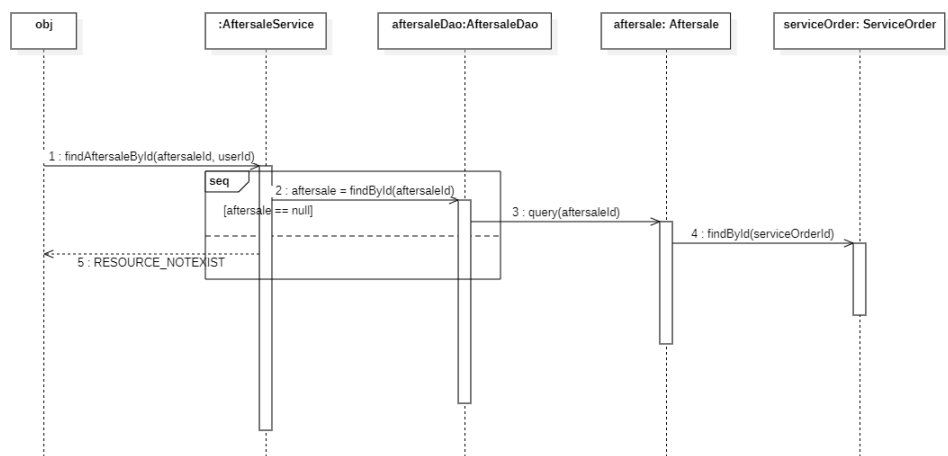 obj
:AftersaleService
aftersaleDao:AftersaleDao
aftersale: Aftersale
serviceOrder: ServiceOrder
1 : findAftersaleById(aftersaleId, userId)
seq
2 : aftersale = findById(aftersaleId)
[aftersale == null]
3 : query(aftersaleId)
4 : findById(serviceOrderId)
5 : RESOURCE_NOTEXIST